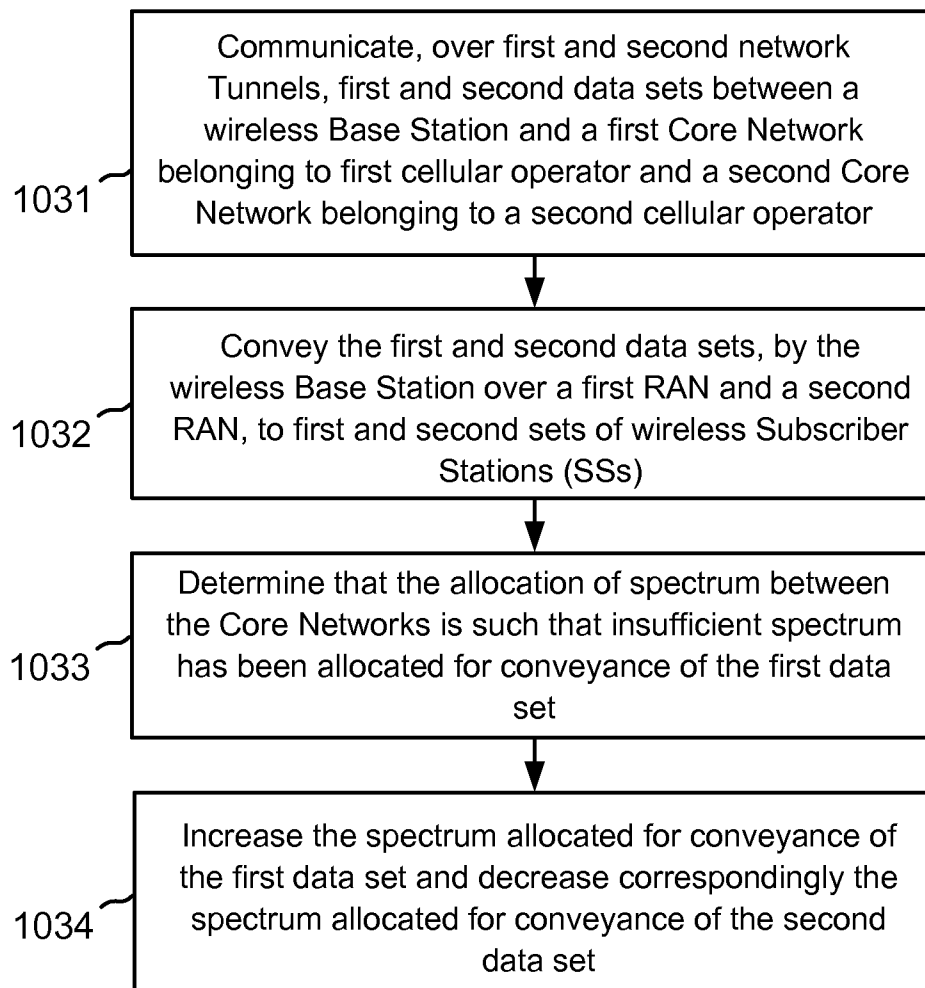 Communicate, over first and second network
Tunnels, first and second data sets between a
wireless Base Station and a first Core Network
belonging to first cellular operator and a second Core
Network belonging to a second cellular operator
1031
Convey the first and second data sets, by the
wireless Base Station over a first RAN and a second
RAN, to first and second sets of wireless Subscriber
Stations (SSs)
1032
Determine that the allocation of spectrum between
the Core Networks is such that insufficient spectrum
has been allocated for conveyance of the first data
set
1033
Increase the spectrum allocated for conveyance of
the first data set and decrease correspondingly the
spectrum allocated for conveyance of the second
data set
1034